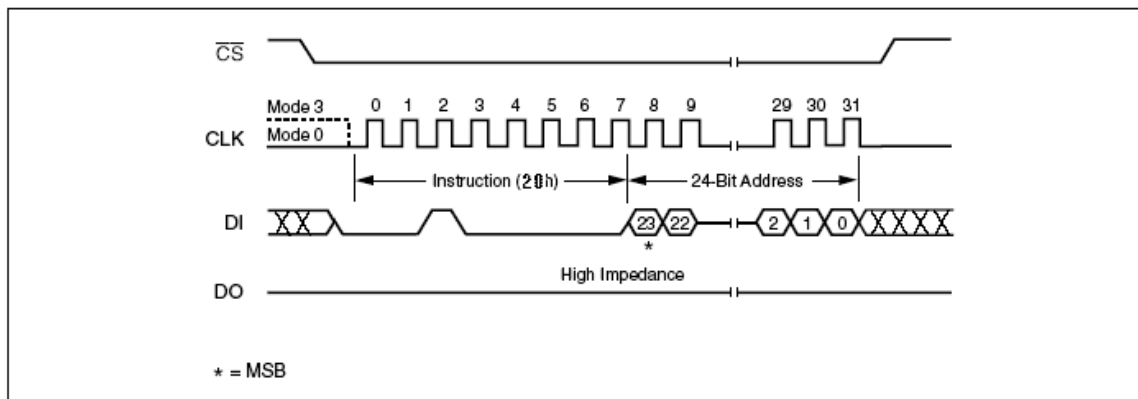 CS
Mode 3
0 1 2 3 4 5 6 7 8 9 29 30 31
CLK
Mode 0
Instruction (20h)
24-Bit Address
DI
23 22 2 1 0
*
High Impedance
DO
* = MSB